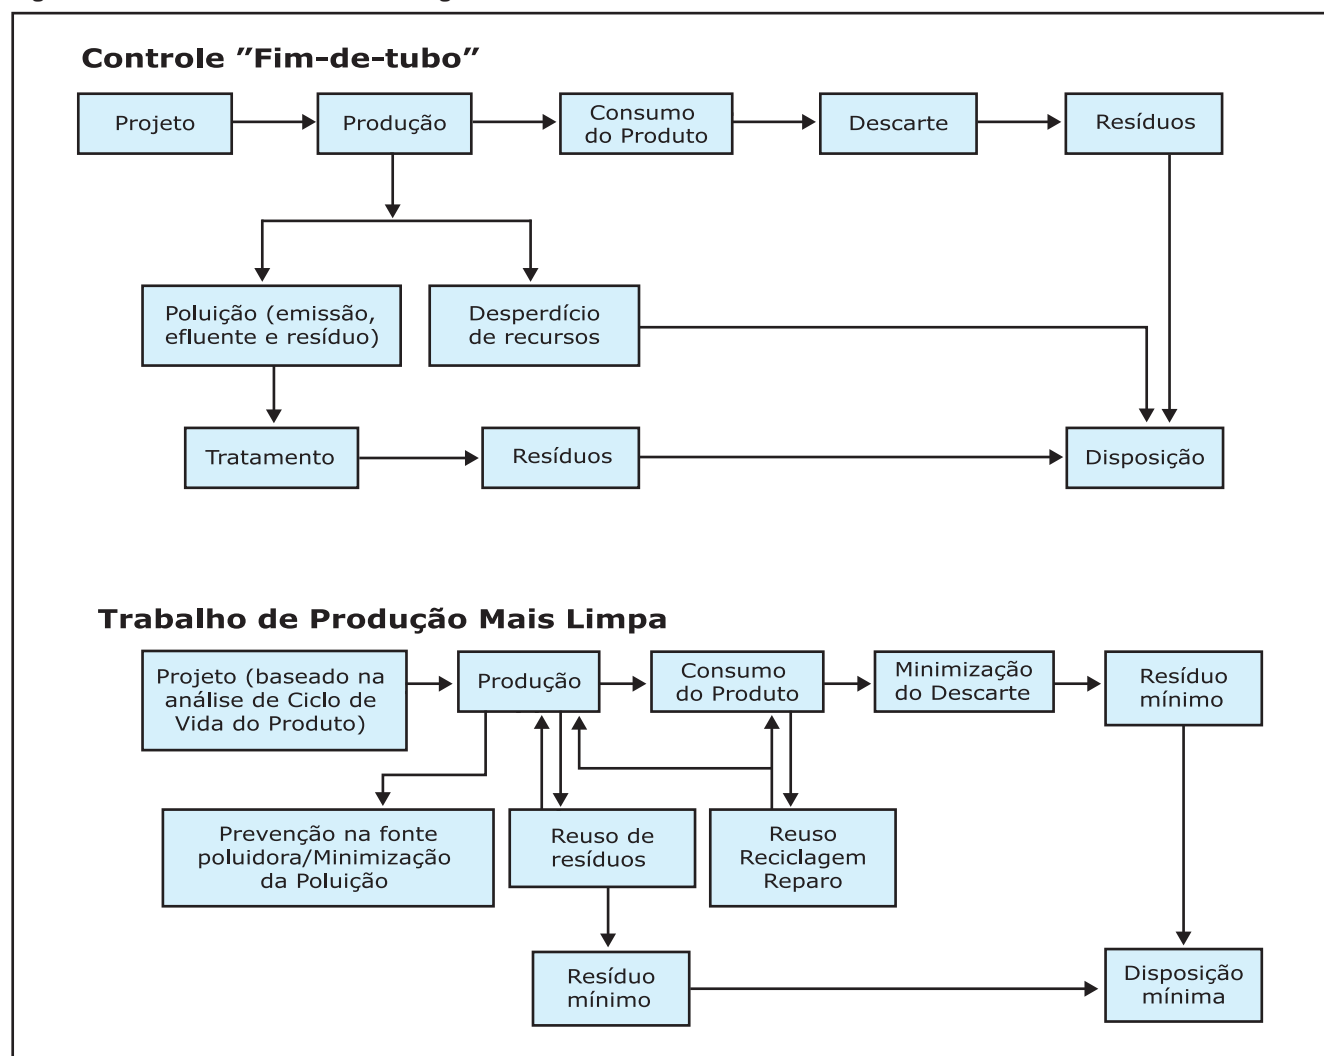 Controle ”Fim-de-tubo”
Projeto
Produção
Consumo
do Produto
Descarte
Resíduos
Poluição (emissão,
efluente e resíduo)
Desperdício
de recursos
Tratamento
Resíduos
Disposição
Trabalho de Produção Mais Limpa
Projeto (baseado na
análise de Ciclo de
Vida do Produto)
Produção
Consumo
do Produto
Minimização
do Descarte
Resíduo
mínimo
Prevenção na fonte
poluidora/Minimização
da Poluição
Reuso de
resíduos
Reuso
Reciclagem
Reparo
Resíduo
mínimo
Disposição
mínima